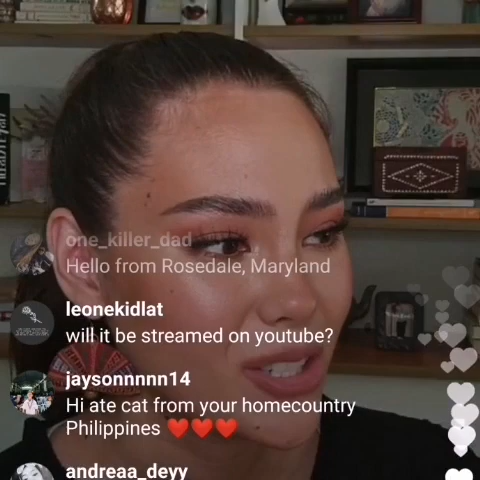 one_killer_dad
Hello from Rosedale, Maryland
leonekidlat
will it be streamed on youtube?
jaysonnnnn14
Hi ate cat from your homecountry
Philippines ❤️❤️❤️
andreaa_deyy